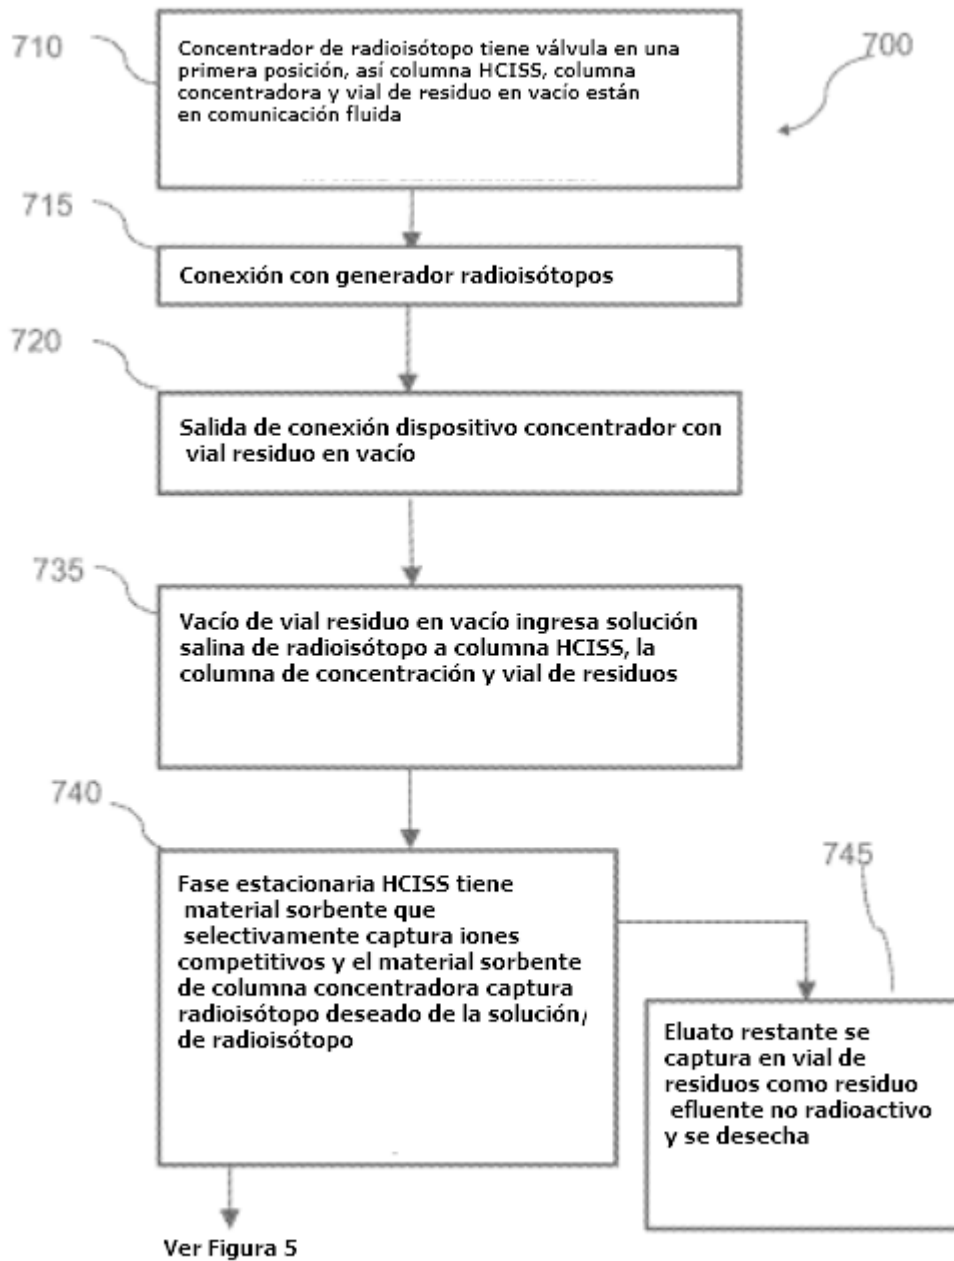 710
Concentrador de radioisótopo tiene válvula en una
primera posición, así columna HCISS, columna
concentradora y vial de residuo en vacío están
en comunicación fluida
700
715
Conexión con generador radioisótopos
720
Salida de conexión dispositivo concentrador con
vial residuo en vacío
735
Vacío de vial residuo en vacío ingresa solución
salina de radioisótopo a columna HCISS, la
columna de concentración y vial de residuos
740
Fase estacionaria HCISS tiene
material sorbente que
selectivamente captura iones
competitivos y el material sorbente
de columna concentradora captura
radioisótopo deseado de la solución/
de radioisótopo
745
Eluato restante se
captura en vial de
residuos como residuo
efluente no radioactivo
y se desecha
Ver Figura 5